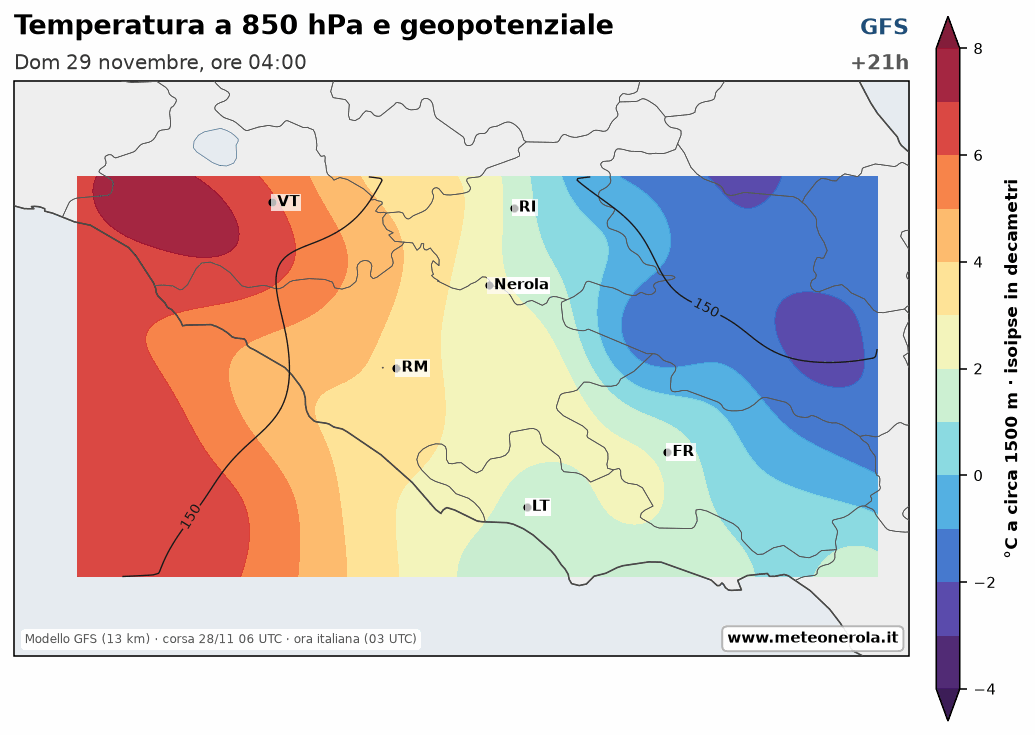 Temperatura a 850 hPa e geopotenziale
GFS
Dom 29 novembre, ore 04:00
+21h
VT
RI
Nerola
150
RM
FR
LT
150
8
6
4
2
0
−2
−4
°C a circa 1500 m · isoipse in decametri
Modello GFS (13 km) · corsa 28/11 06 UTC · ora italiana (03 UTC)
www.meteonerola.it